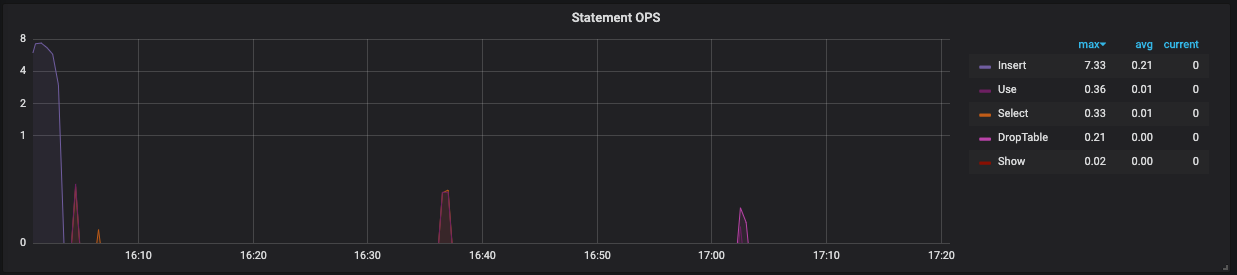 Statement OPS
8
4
2
1
0
16:10 16:20 16:30 16:40 16:50 17:00 17:10 17:20
max avg current
Insert 7.33 0.21 0
Use 0.36 0.01 0
Select 0.33 0.01 0
DropTable 0.21 0.00 0
Show 0.02 0.00 0